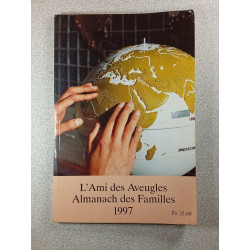 L'Ami des Aveugles
Almanach des Familles
1997